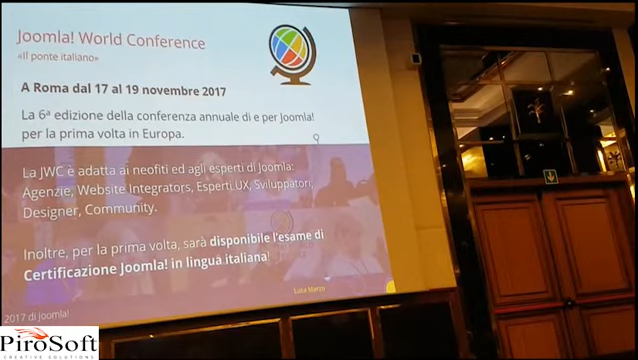 Joomla! World Conference
«Il ponte italiano»
A Roma dal 17 al 19 novembre 2017
La 6ª edizione della conferenza annuale di e per Joomla!
per la prima volta in Europa.
La JWC è adatta ai neofiti ed agli esperti di Joomla:
Agenzie, Website Integrators, Esperti UX, Sviluppatori,
Designer, Community.
Inoltre, per la prima volta, sarà disponibile l'esame di
Certificazione Joomla! in lingua italiana!
Luca Marzo
2017 di Joomla!
PiroSoft
CREATIVE SOLUTIONS